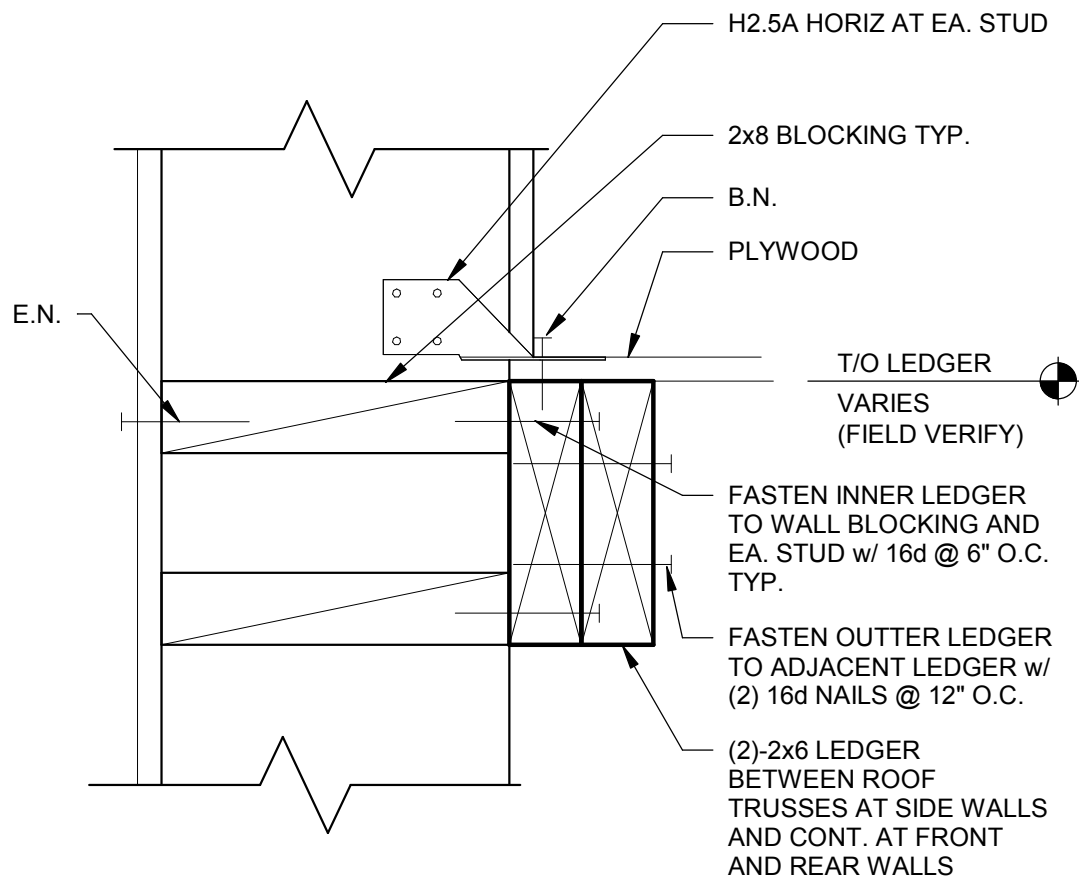 H2.5A HORIZ AT EA. STUD
2x8 BLOCKING TYP.
B.N.
PLYWOOD
E.N.
T/O LEDGER
VARIES
(FIELD VERIFY)
FASTEN INNER LEDGER
TO WALL BLOCKING AND
EA. STUD w/ 16d @ 6" O.C.
TYP.
FASTEN OUTTER LEDGER
TO ADJACENT LEDGER w/
(2) 16d NAILS @ 12" O.C.
(2)-2x6 LEDGER
BETWEEN ROOF
TRUSSES AT SIDE WALLS
AND CONT. AT FRONT
AND REAR WALLS